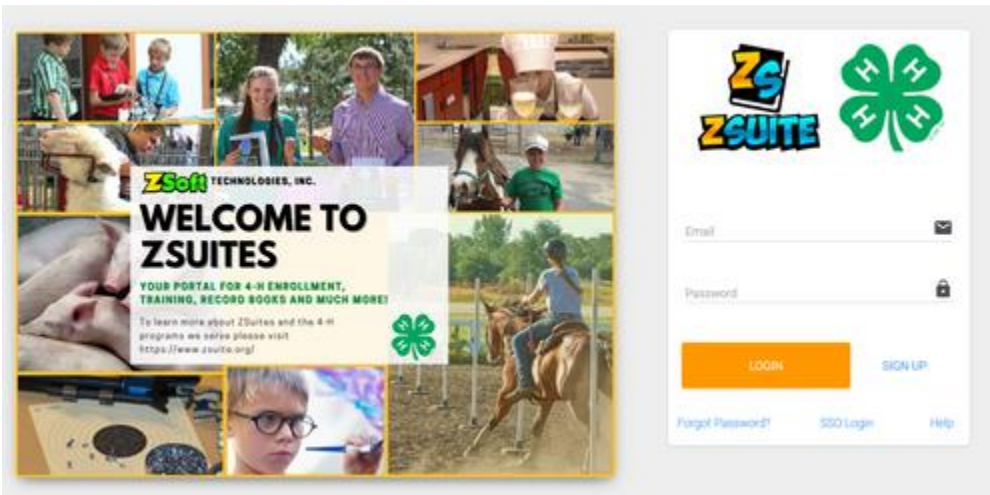 ZSoft TECHNOLOGIES, INC.
WELCOME TO
ZSUITES
YOUR PORTAL FOR 4-H ENROLLMENT,
TRAINING, RECORD BOOKS AND MUCH MORE!
To learn more about ZSuites and the 4-H
programs we serve please visit
https://www.zsuite.org/
H H
H H
ZS
ZSUITE
H H
H H
Email
Password
LOGIN
SIGN UP
Forgot Password?
SSO Login
Help